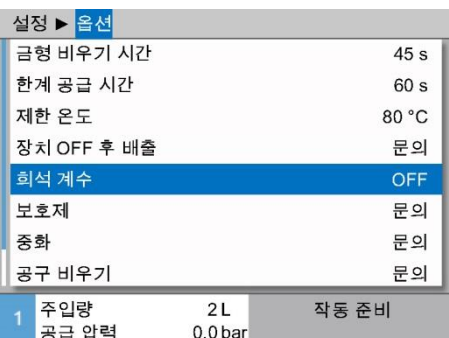 설정 ▶ 옵션
금형 비우기 시간 45 s
한계 공급 시간 60 s
제한 온도 80 °C
장치 OFF 후 배출 문의
희석 계수 OFF
보호제 문의
중화 문의
공구 비우기 문의
1 주입량 2 L 작동 준비
공급 압력 0.0 bar